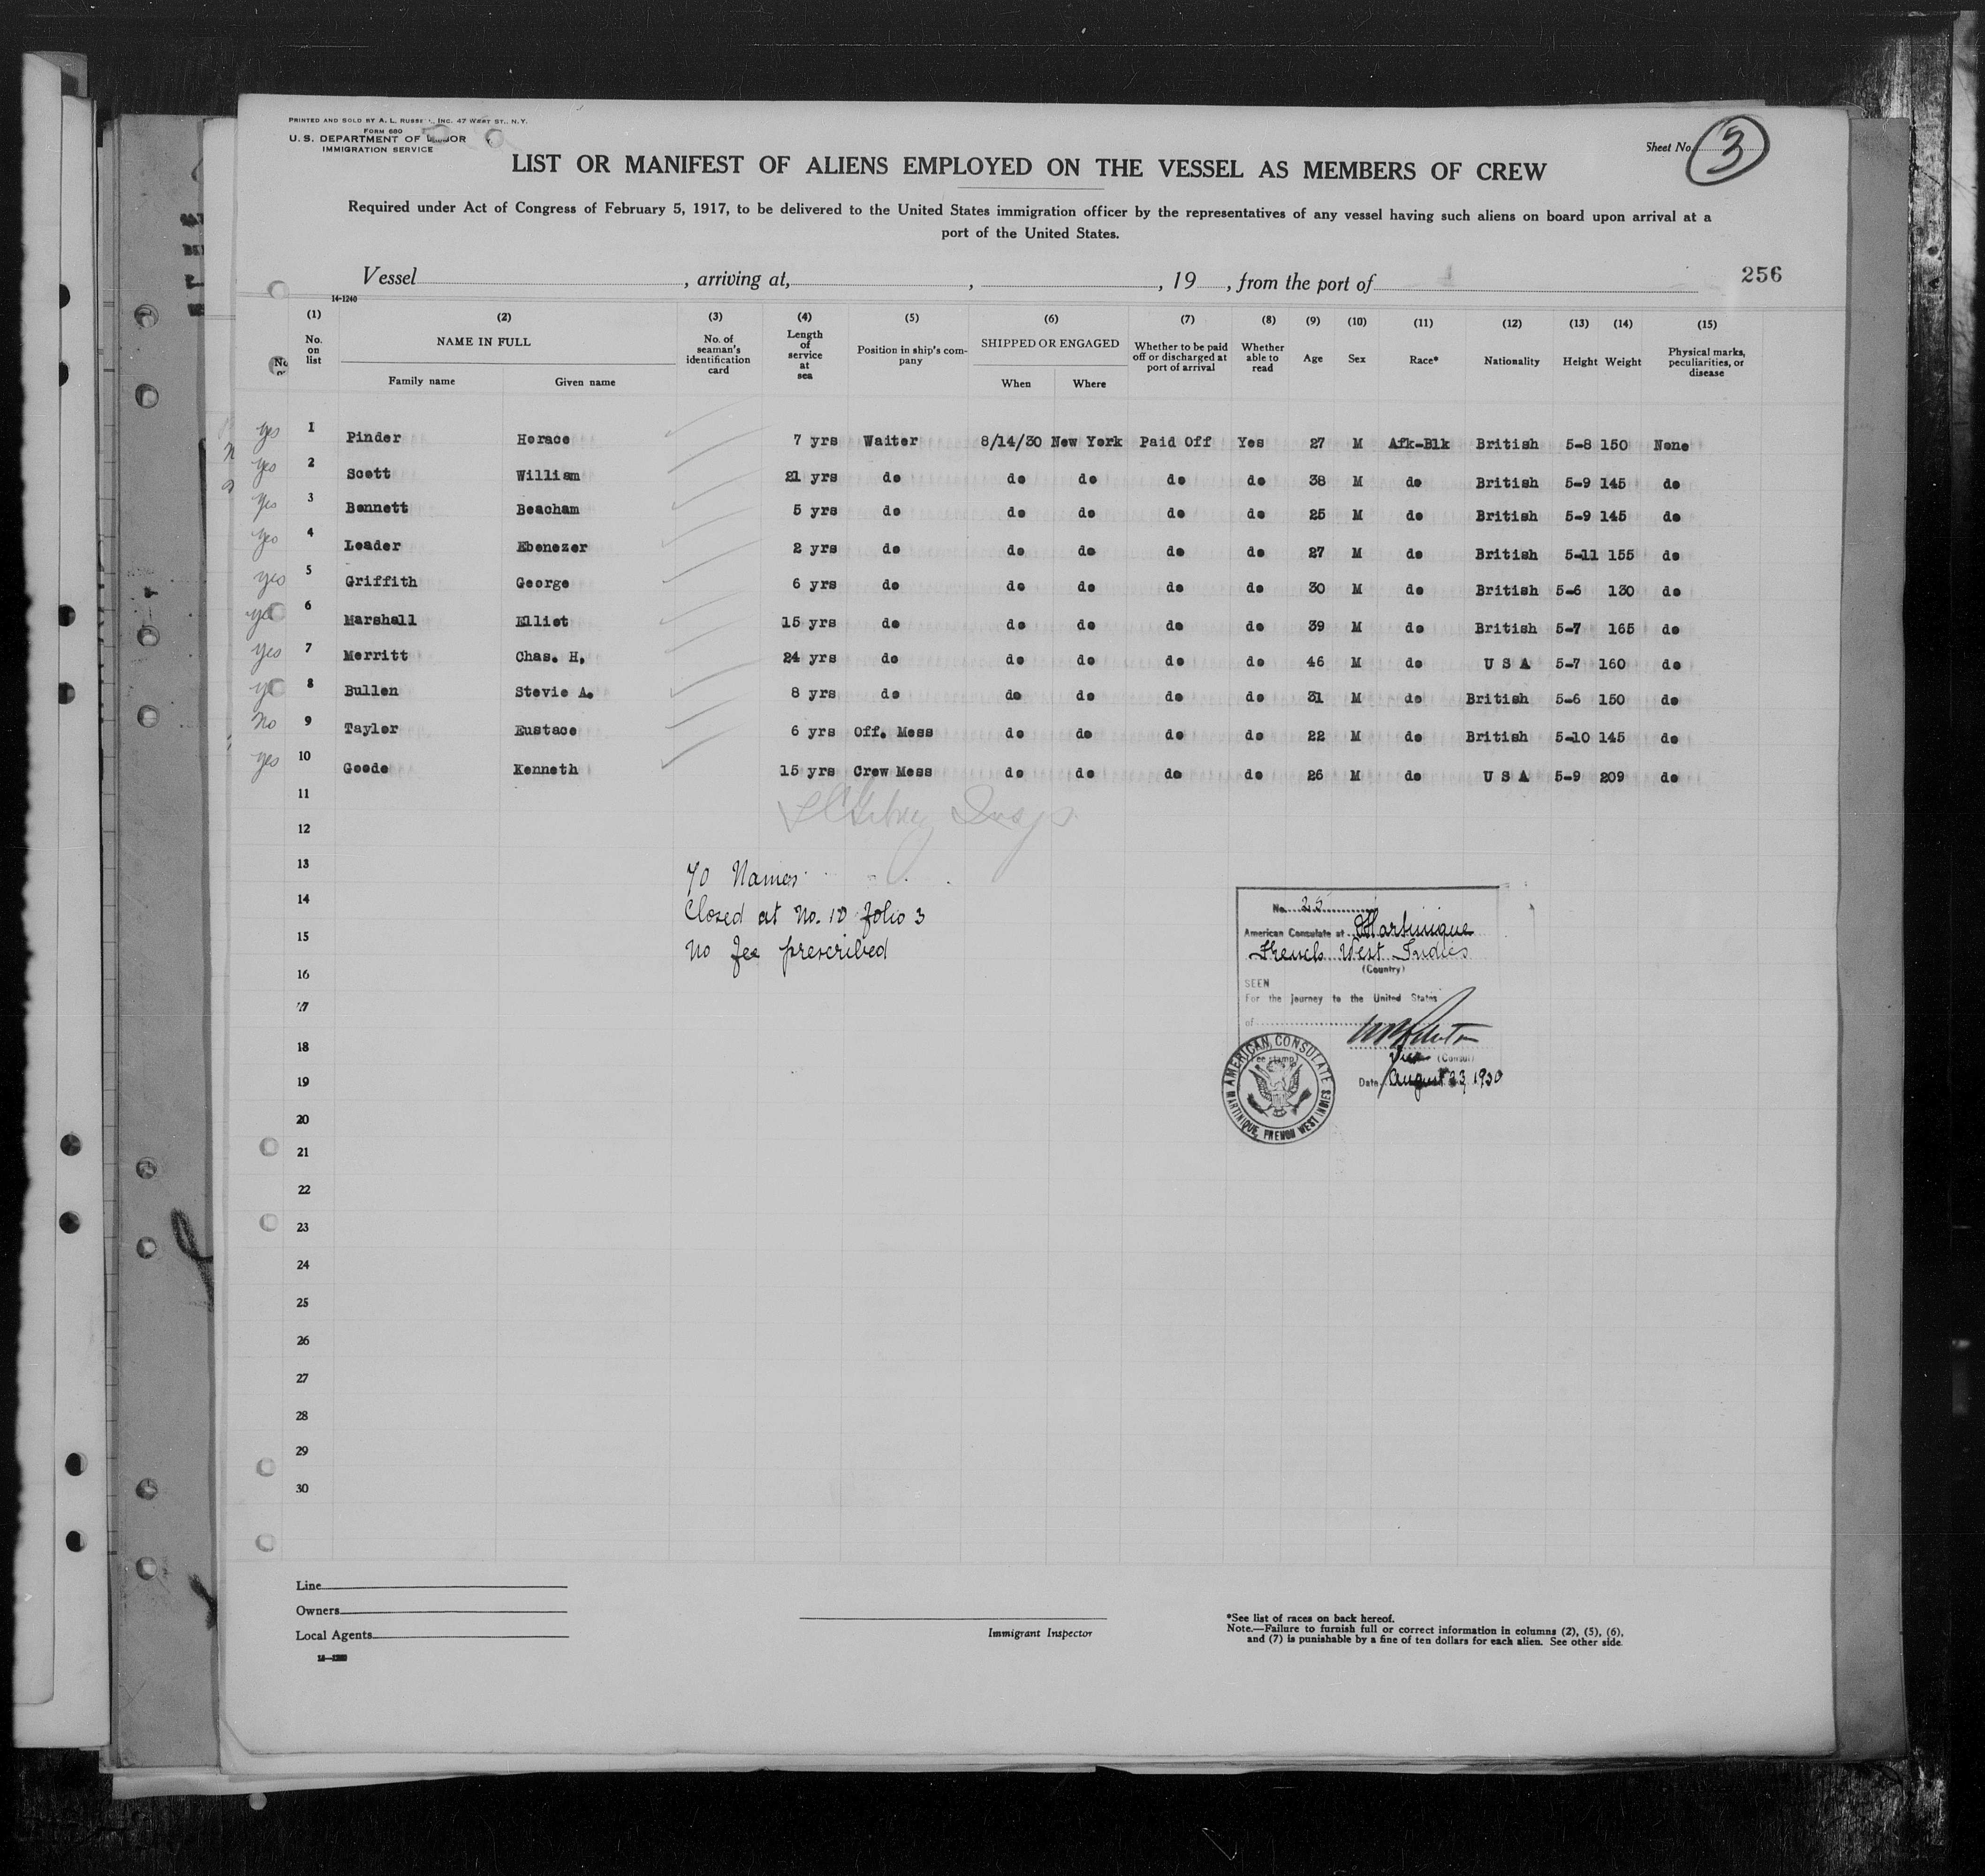 PRINTED AND SOLD BY A. L. RUSSE , INC. 47 WEST ST., N.Y.
FORM 680
U. S. DEPARTMENT OF LABOR
IMMIGRATION SERVICE
Sheet No. 3
LIST OR MANIFEST OF ALIENS EMPLOYED ON THE VESSEL AS MEMBERS OF CREW
Required under Act of Congress of February 5, 1917, to be delivered to the United States immigration officer by the representatives of any vessel having such aliens on board upon arrival at a
port of the United States.
Vessel , arriving at, , , 19 , from the port of
256
14-1240
(1) (2) (3) (4) (5) (6) (7) (8) (9) (10) (11) (12) (13) (14) (15)
No. on list NAME IN FULL No. of seaman's identification card Length of service at sea Position in ship's company SHIPPED OR ENGAGED Whether to be paid off or discharged at port of arrival Whether able to read Age Sex Race* Nationality Height Weight Physical marks, peculiarities, or disease
Family name Given name When Where
yes 1 Pinder Horace 7 yrs Waiter 8/14/30 New York Paid Off Yes 27 M Afk-Blk British 5-8 150 None
yes 2 Scott William 21 yrs do do do do do 38 M do British 5-9 145 do
yes 3 Bennett Beacham 5 yrs do do do do do 25 M do British 5-9 145 do
yes 4 Leader Ebenezer 2 yrs do do do do do 27 M do British 5-11 155 do
yes 5 Griffith George 6 yrs do do do do do 30 M do British 5-6 130 do
yes 6 Marshall Elliot 15 yrs do do do do do 39 M do British 5-7 165 do
yes 7 Merritt Chas. H. 24 yrs do do do do do 46 M do U S A 5-7 160 do
yes 8 Bullen Stevie A. 8 yrs do do do do do 31 M do British 5-6 150 do
No 9 Taylor Eustace 6 yrs Off. Mess do do do do 22 M do British 5-10 145 do
yes 10 Goode Kenneth 15 yrs Crew Mess do do do do 26 M do U S A 5-9 209 do
11
12
13
14
15
16
17
18
19
20
21
22
23
24
25
26
27
28
29
30
70 Names
Closed at No. 10 folio 3
No fee prescribed
No. 25
American Consulate at Martinique
French West Indies
(Country)
SEEN
For the journey to the United States
of
Vice (Consul)
(Fee stamp)
Date August 23, 1930
AMERICAN CONSULATE
MARTINIQUE, FRENCH WEST INDIES
Line
Owners
Local Agents
Immigrant Inspector
*See list of races on back hereof.
Note.—Failure to furnish full or correct information in columns (2), (5), (6),
and (7) is punishable by a fine of ten dollars for each alien. See other side.